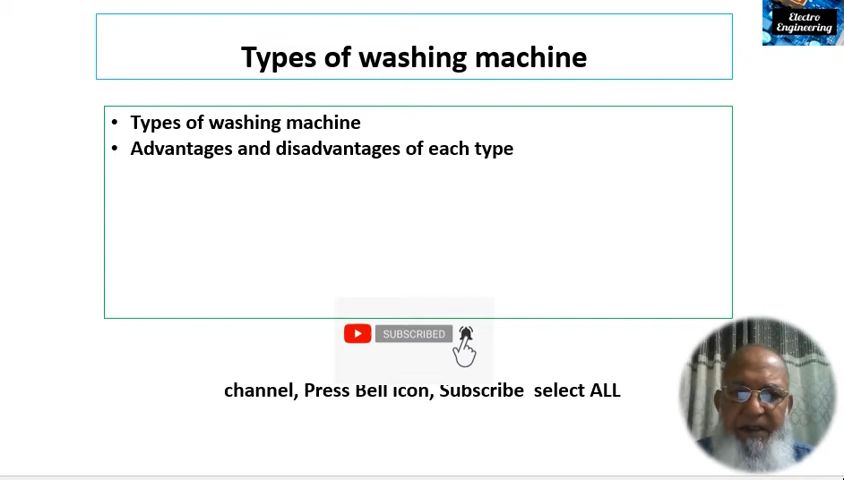 Electro
Engineering
Types of washing machine
• Types of washing machine
• Advantages and disadvantages of each type
SUBSCRIBED
channel, Press Bell Icon, Subscribe select ALL